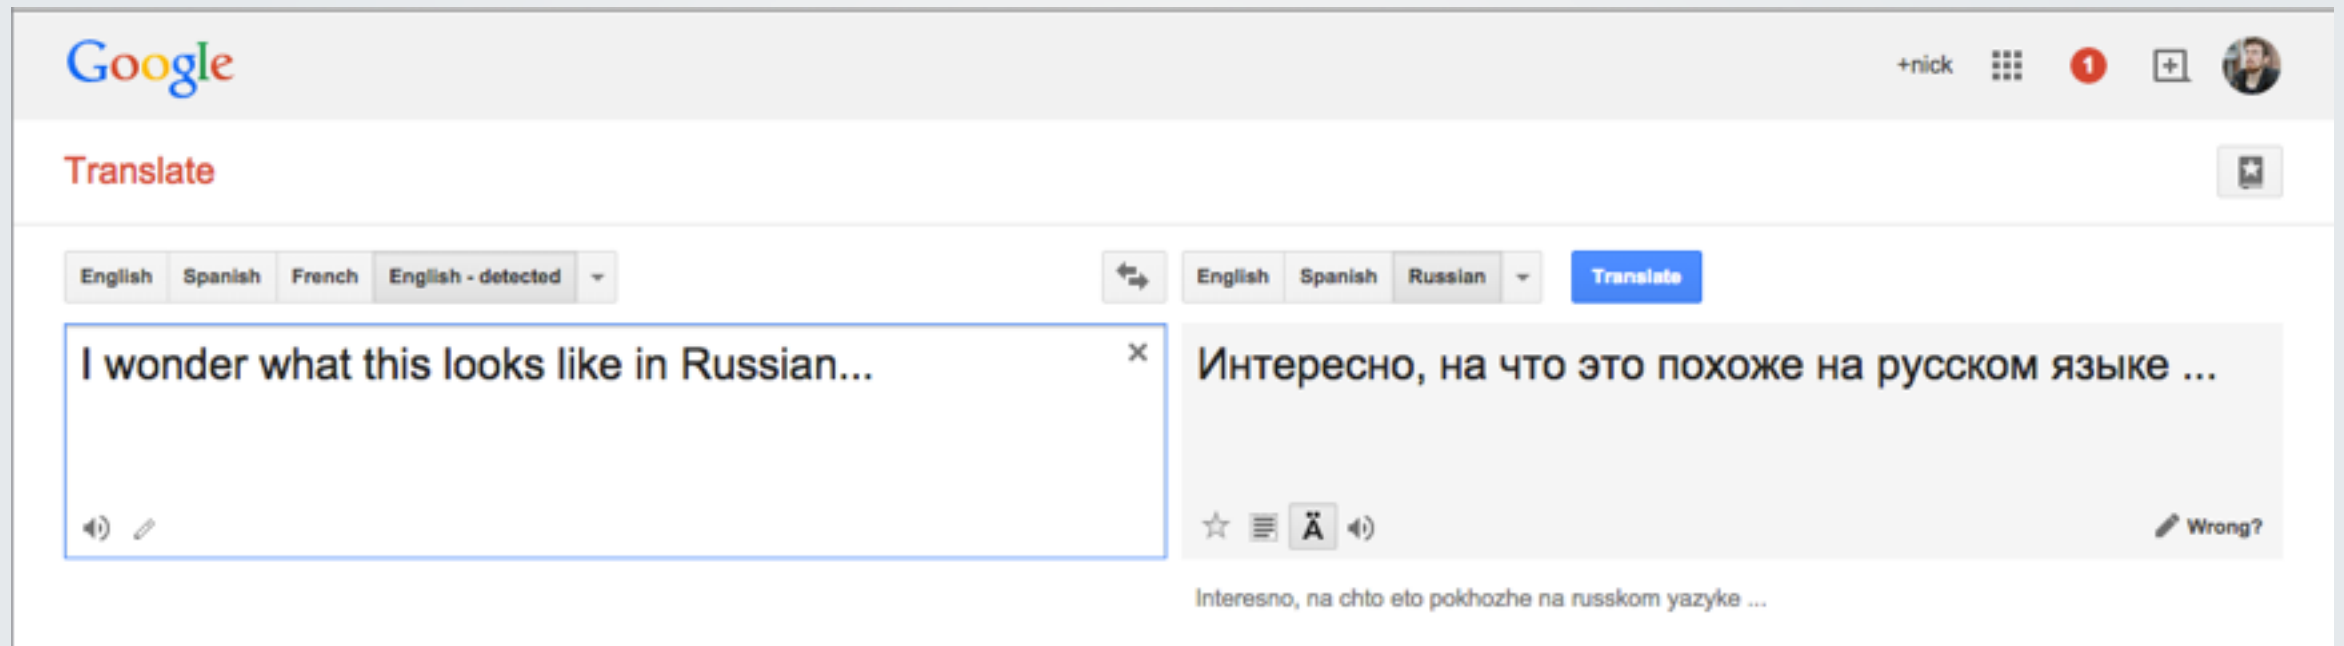 Google
+nick
1
Translate
English Spanish French English - detected
English Spanish Russian Translate
I wonder what this looks like in Russian...
Интересно, на что это похоже на русском языке ...
Ä
Wrong?
Interesno, na chto eto pokhozhe na russkom yazyke ...